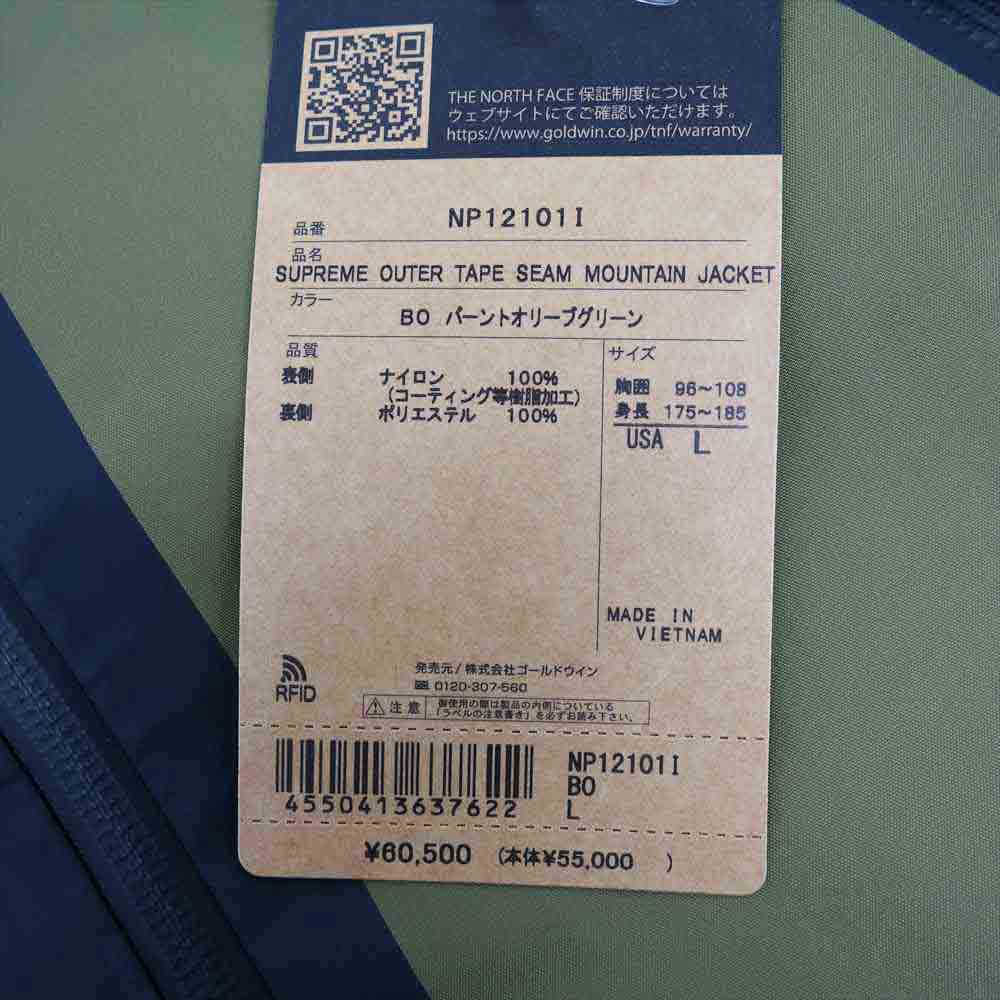 THE NORTH FACE 保証制度については
ウェブサイトにてご確認いただけます。
https://www.goldwin.co.jp/tnf/warranty/
品番 NP12101I
品名
SUPREME OUTER TAPE SEAM MOUNTAIN JACKET
カラー
BO バーントオリーブグリーン
品質
表側 ナイロン 100%
(コーティング等樹脂加工)
裏側 ポリエステル 100%
サイズ
胸囲 96~108
身長 175~185
USA L
MADE IN
VIETNAM
RFID
発売元/株式会社ゴールドウイン
0120-307-560
注意 御使用の際は製品の内側についている
「ラベルの注意書き」を必ずお読み下さい。
4550413637622
NP12101I
BO
L
¥60,500 (本体¥55,000 )